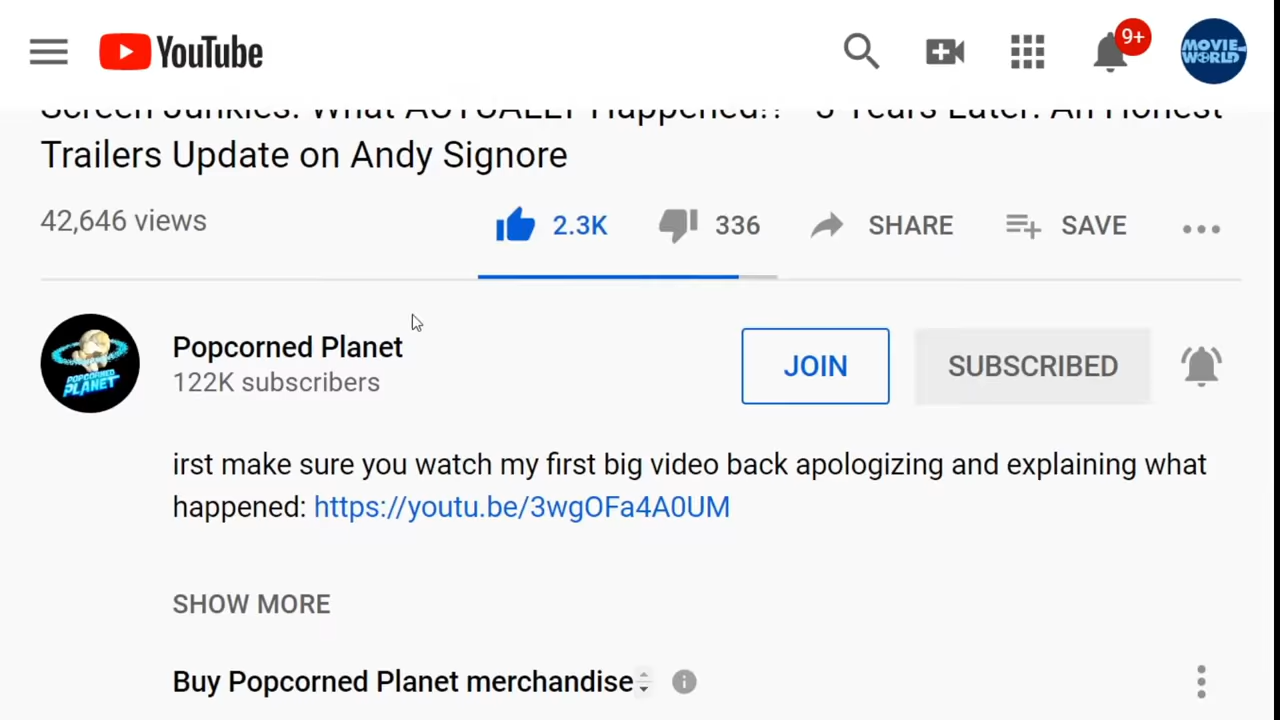 YouTube
9+
MOVIE
WORLD
Screen Junkies: What ACTUALLY Happened!? - 3 Years Later: An Honest
Trailers Update on Andy Signore
42,646 views
2.3K
336
SHARE
SAVE
Popcorned Planet
122K subscribers
JOIN
SUBSCRIBED
POPCORNED
PLANET
irst make sure you watch my first big video back apologizing and explaining what
happened: https://youtu.be/3wgOFa4A0UM
SHOW MORE
Buy Popcorned Planet merchandise